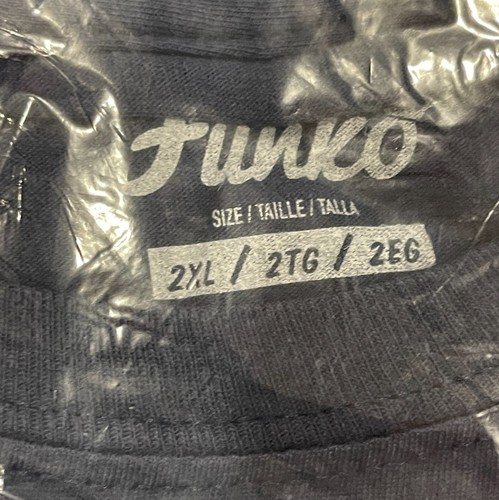 Funko
SIZE / TAILLE / TALLA
2XL / 2TG / 2EG